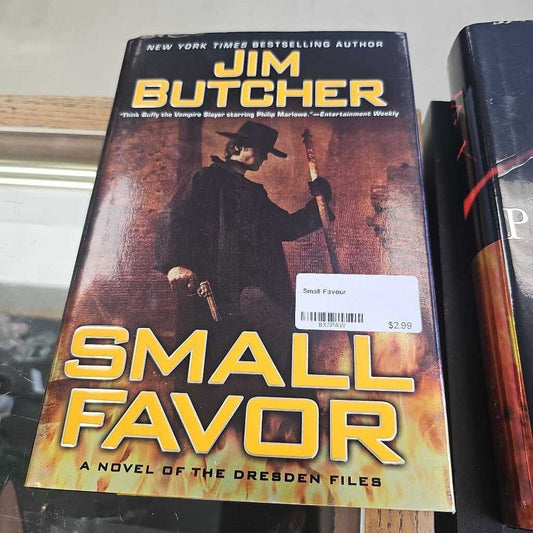 NEW YORK TIMES BESTSELLING AUTHOR
JIM
BUTCHER
"Think Buffy the Vampire Slayer starring Philip Marlowe."—Entertainment Weekly
Small Favour
BX3PAW
$2.99
SMALL
FAVOR
A NOVEL OF THE DRESDEN FILES
P